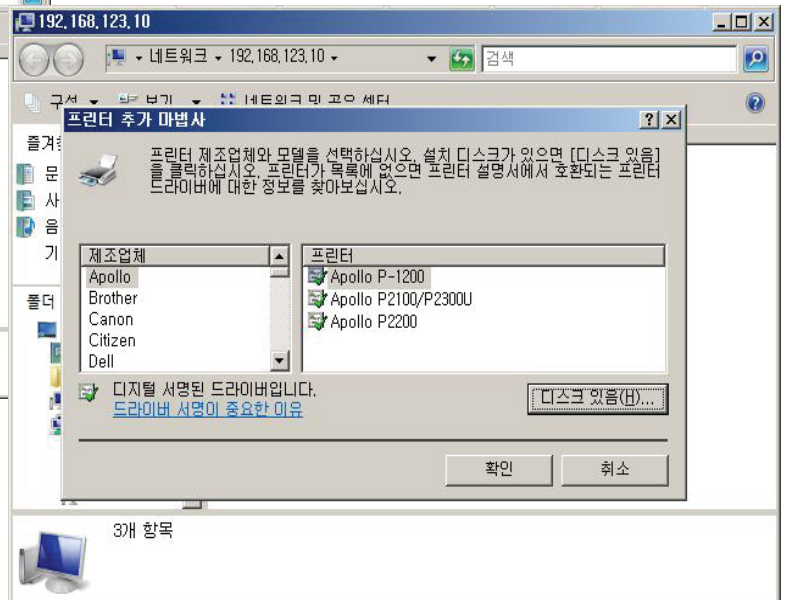 192.168.123.10
네트워크 192.168.123.10
검색
구성 보기 네트워크 및 공유 센터
프린터 추가 마법사
즐겨찾
프린터 제조업체와 모델을 선택하십시오. 설치 디스크가 있으면 [디스크 있음]
을 클릭하십시오. 프린터가 목록에 없으면 프린터 설명서에서 호환되는 프린터
드라이버에 대한 정보를 찾아보십시오.
문
사
음
기
폴더
제조업체
Apollo
Brother
Canon
Citizen
Dell
프린터
Apollo P-1200
Apollo P2100/P2300U
Apollo P2200
디지털 서명된 드라이버입니다.
드라이버 서명이 중요한 이유
디스크 있음(H)...
확인
취소
3개 항목